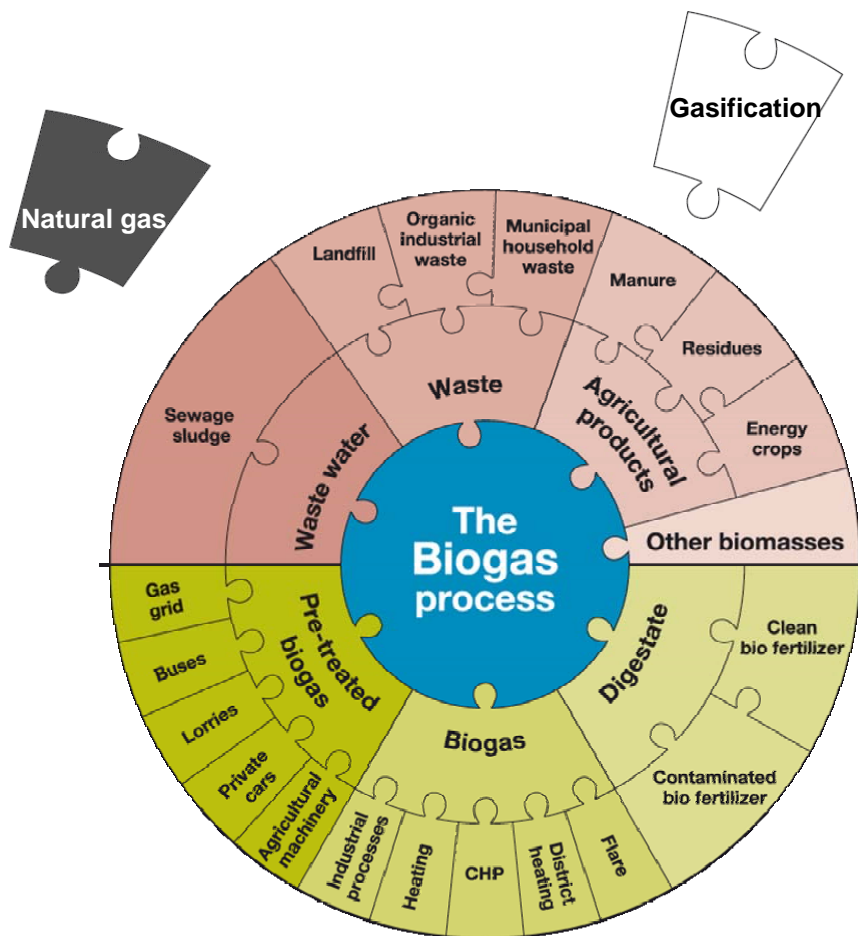 Gasification
Natural gas
Landfill
Organic
industrial
waste
Municipal
household
waste
Manure
Residues
Energy
crops
Sewage
sludge
Waste water
Waste
Agricultural
products
Other biomasses
The
Biogas
process
Gas
grid
Buses
Lorries
Private
cars
Agricultural
machinery
Pre-treated
biogas
Biogas
Digestate
Clean
bio fertilizer
Contaminated
bio fertilizer
Industrial
processes
Heating
CHP
District
heating
Flare